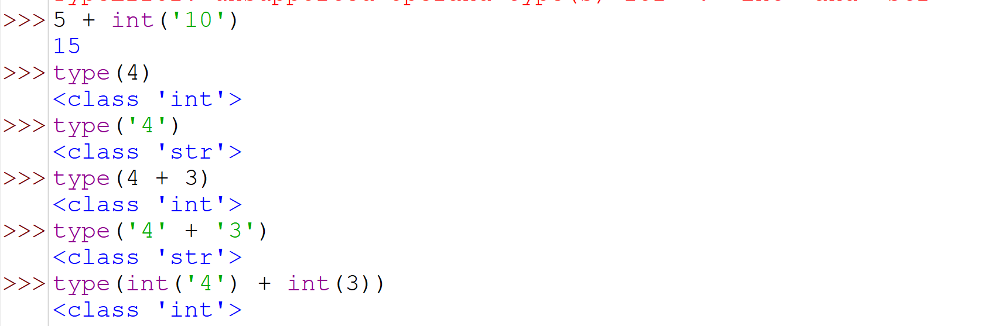 >>> 5 + int('10')
15
>>> type(4)
<class 'int'>
>>> type('4')
<class 'str'>
>>> type(4 + 3)
<class 'int'>
>>> type('4' + '3')
<class 'str'>
>>> type(int('4') + int(3))
<class 'int'>